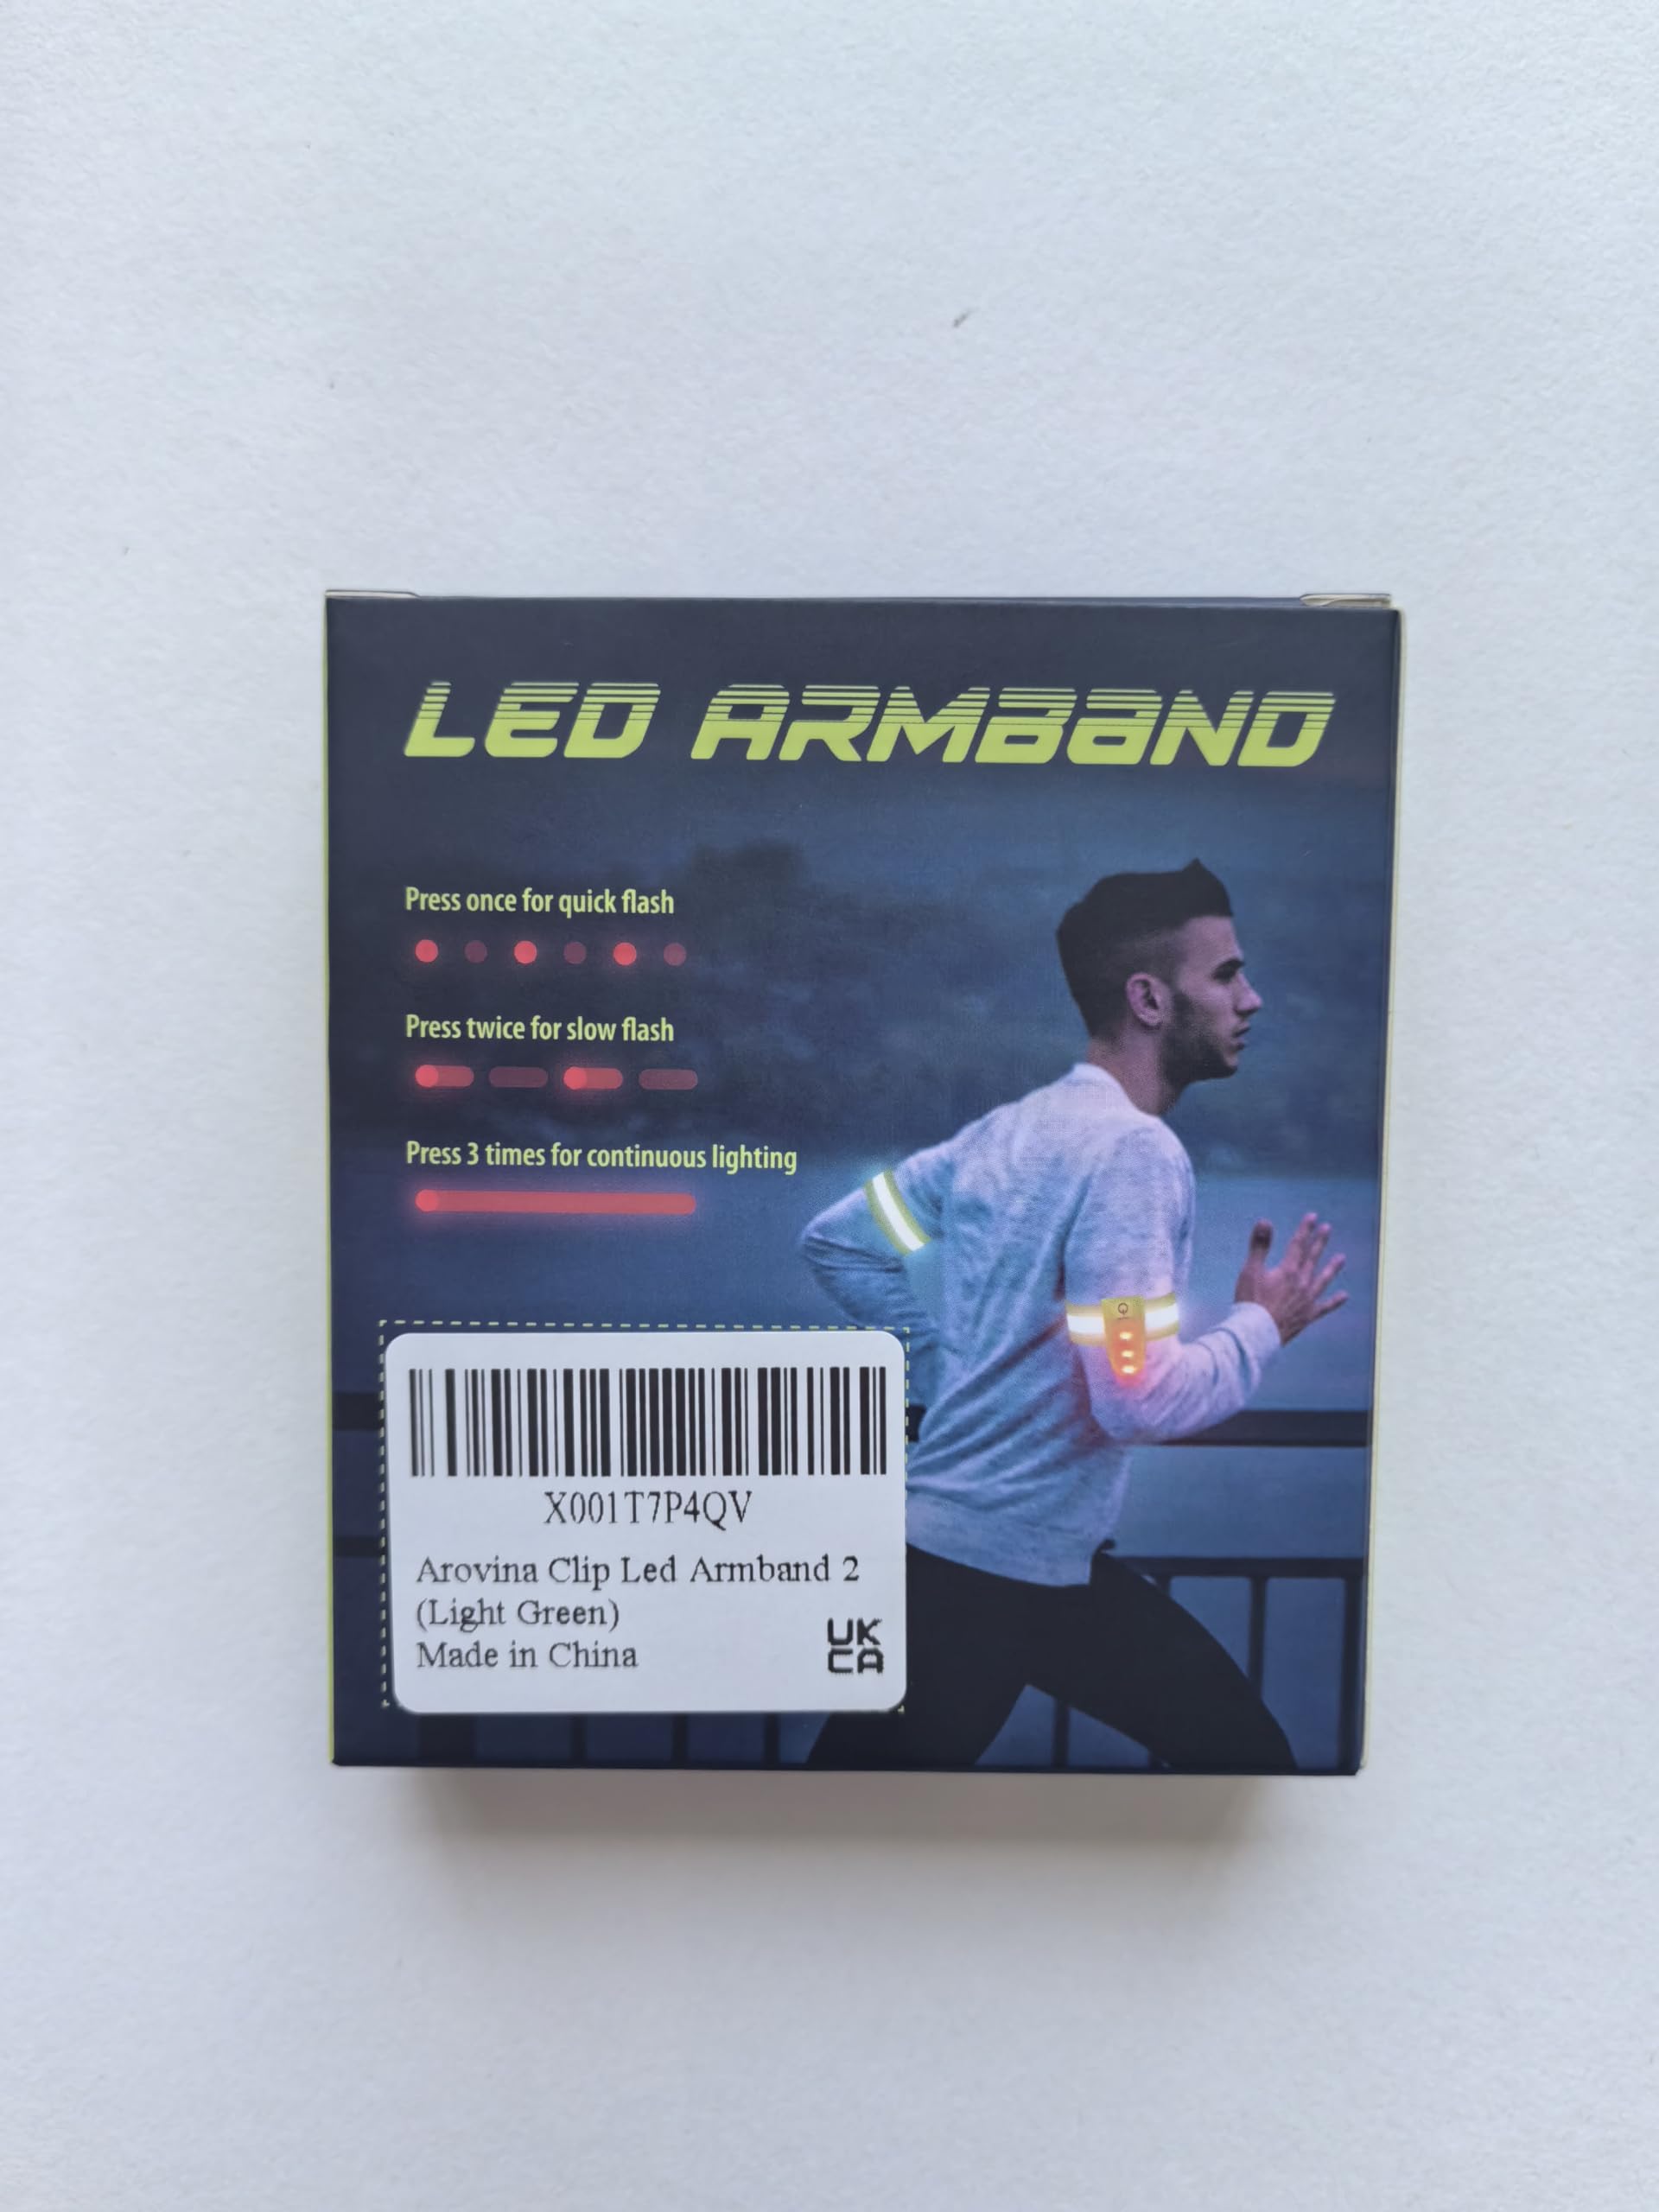 LED ARMBAND
Press once for quick flash
Press twice for slow flash
Press 3 times for continuous lighting
X001T7P4QV
Arovina Clip Led Armband 2
(Light Green)
Made in China
UK
CA